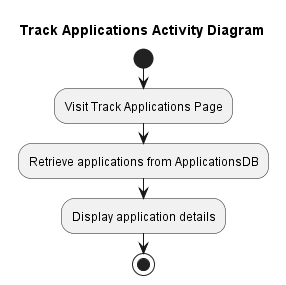 Track Applications Activity Diagram
Visit Track Applications Page
Retrieve applications from ApplicationsDB
Display application details